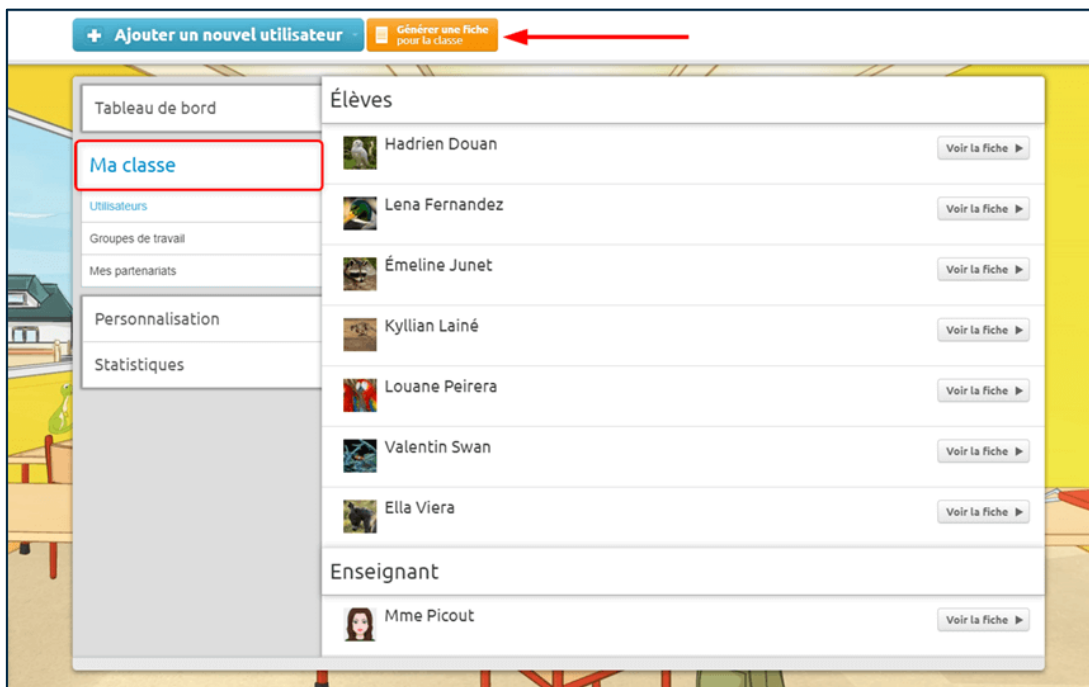 Ajouter un nouvel utilisateur
Générer une fiche
pour la classe
Tableau de bord
Ma classe
Utilisateurs
Groupes de travail
Mes partenariats
Personnalisation
Statistiques
Élèves
Hadrien Douan
Voir la fiche
Lena Fernandez
Voir la fiche
Émeline Junet
Voir la fiche
Kyllian Lainé
Voir la fiche
Louane Peirera
Voir la fiche
Valentin Swan
Voir la fiche
Ella Viera
Voir la fiche
Enseignant
Mme Picout
Voir la fiche